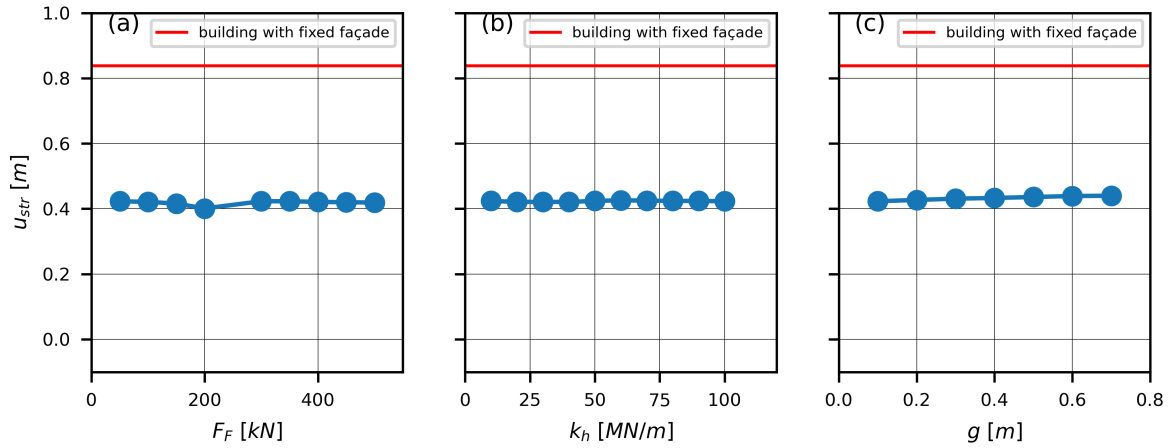 (a)
building with fixed façade
(b)
building with fixed façade
(c)
building with fixed façade
1.0
0.8
0.6
0.4
0.2
0.0
u_str [m]
0 200 400
F_F [kN]
0 25 50 75 100
k_h [MN/m]
0.0 0.2 0.4 0.6 0.8
g [m]